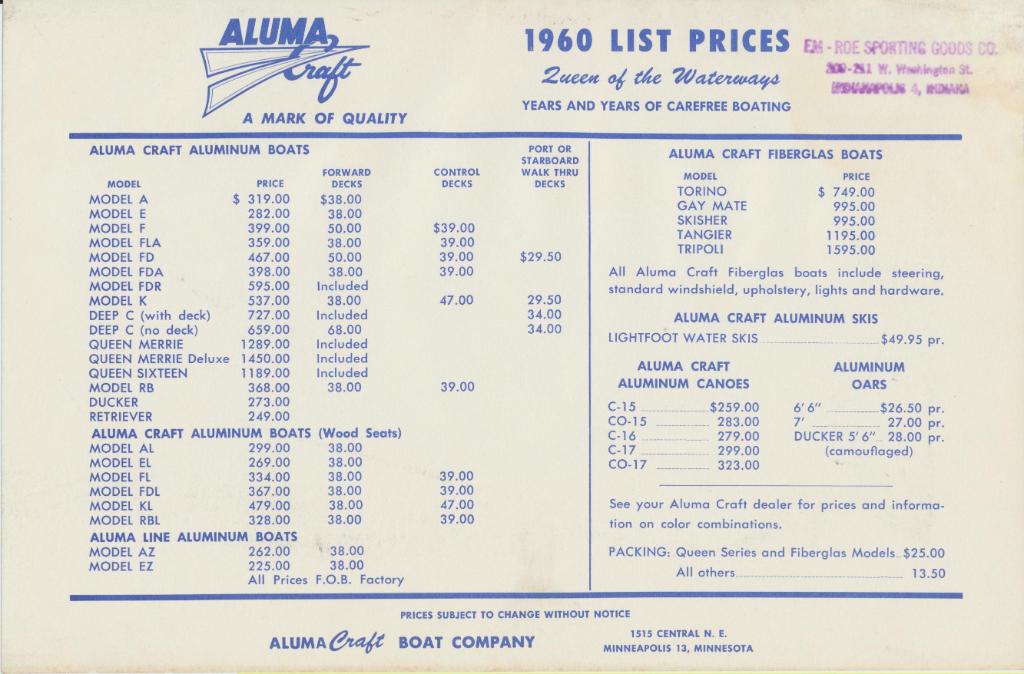 ALUMA
Craft
A MARK OF QUALITY
1960 LIST PRICES
Queen of the Waterways
YEARS AND YEARS OF CAREFREE BOATING
EM-ROE SPORTING GOODS CO.
W. Washington St.
INDIANAPOLIS 4, INDIANA
ALUMA CRAFT ALUMINUM BOATS
MODEL PRICE FORWARD DECKS CONTROL DECKS PORT OR STARBOARD WALK THRU DECKS
MODEL A $ 319.00 $38.00
MODEL E 282.00 38.00
MODEL F 399.00 50.00 $39.00
MODEL FLA 359.00 38.00 39.00
MODEL FD 467.00 50.00 39.00 $29.50
MODEL FDA 398.00 38.00 39.00
MODEL FDR 595.00 Included
MODEL K 537.00 38.00 47.00 29.50
DEEP C (with deck) 727.00 Included 34.00
DEEP C (no deck) 659.00 68.00 34.00
QUEEN MERRIE 1289.00 Included
QUEEN MERRIE Deluxe 1450.00 Included
QUEEN SIXTEEN 1189.00 Included
MODEL RB 368.00 38.00 39.00
DUCKER 273.00
RETRIEVER 249.00
ALUMA CRAFT ALUMINUM BOATS (Wood Seats)
MODEL AL 299.00 38.00
MODEL EL 269.00 38.00
MODEL FL 334.00 38.00 39.00
MODEL FDL 367.00 38.00 39.00
MODEL KL 479.00 38.00 47.00
MODEL RBL 328.00 38.00 39.00
ALUMA LINE ALUMINUM BOATS
MODEL AZ 262.00 38.00
MODEL EZ 225.00 38.00
All Prices F.O.B. Factory
ALUMA CRAFT FIBERGLAS BOATS
MODEL PRICE
TORINO $ 749.00
GAY MATE 995.00
SKISHER 995.00
TANGIER 1195.00
TRIPOLI 1595.00
All Aluma Craft Fiberglas boats include steering,
standard windshield, upholstery, lights and hardware.
ALUMA CRAFT ALUMINUM SKIS
LIGHTFOOT WATER SKIS $49.95 pr.
ALUMA CRAFT
ALUMINUM CANOES
C-15 $259.00
CO-15 283.00
C-16 279.00
C-17 299.00
CO-17 323.00
ALUMINUM
OARS
6'6" $26.50 pr.
7' 27.00 pr.
DUCKER 5'6" 28.00 pr.
(camouflaged)
See your Aluma Craft dealer for prices and informa-
tion on color combinations.
PACKING: Queen Series and Fiberglas Models $25.00
All others 13.50
PRICES SUBJECT TO CHANGE WITHOUT NOTICE
ALUMA Craft BOAT COMPANY
1515 CENTRAL N. E.
MINNEAPOLIS 13, MINNESOTA